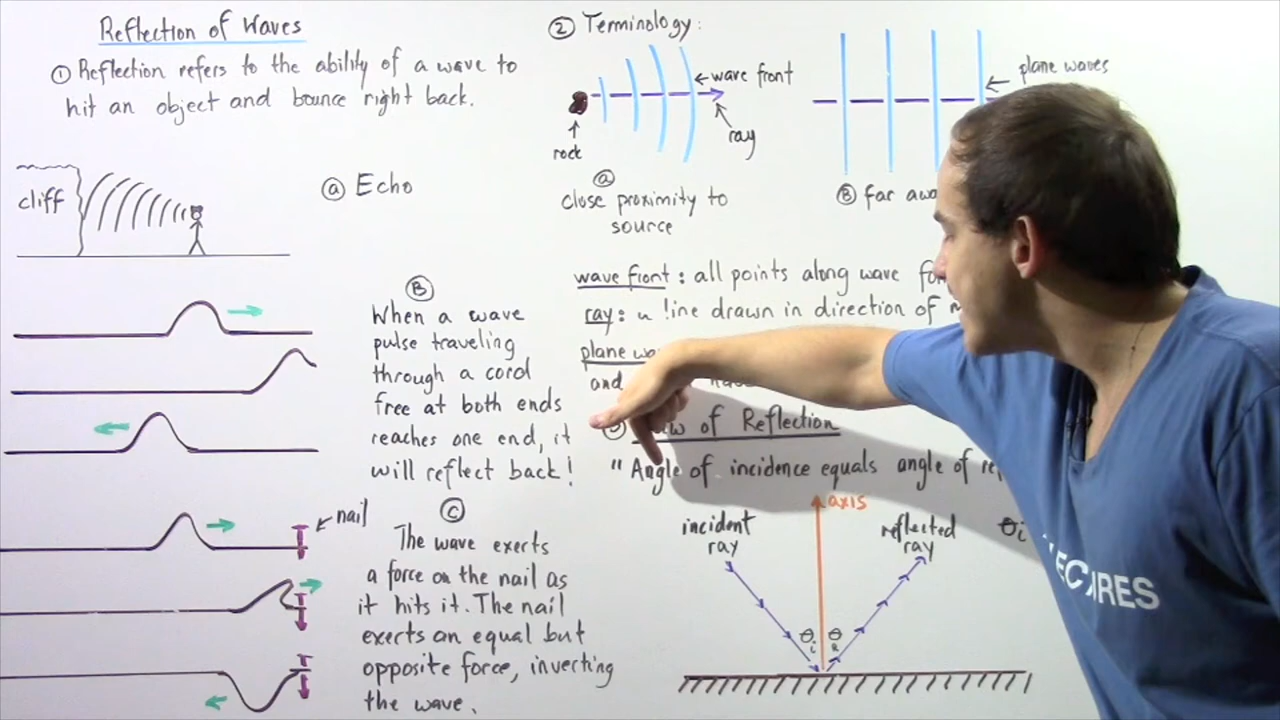 Reflection of Waves
① Reflection refers to the ability of a wave to
hit an object and bounce right back.
cliff
ⓐ Echo
Ⓑ
When a wave
pulse traveling
through a cord
free at both ends
reaches one end, it
will reflect back!
nail
Ⓒ
The wave exerts
a force on the nail as
it hits it. The nail
exerts an equal but
opposite force, inverting
the wave.
② Terminology:
wave front
ray
rock
ⓐ
close proximity to
source
plane waves
Ⓑ far
wave front: all points along wave
ray: a line drawn in direction of
plane
and
of Reflection
"Angle of incidence equals angle of
axis
incident
ray
reflected
ray
θi
θi θR
LECTURES